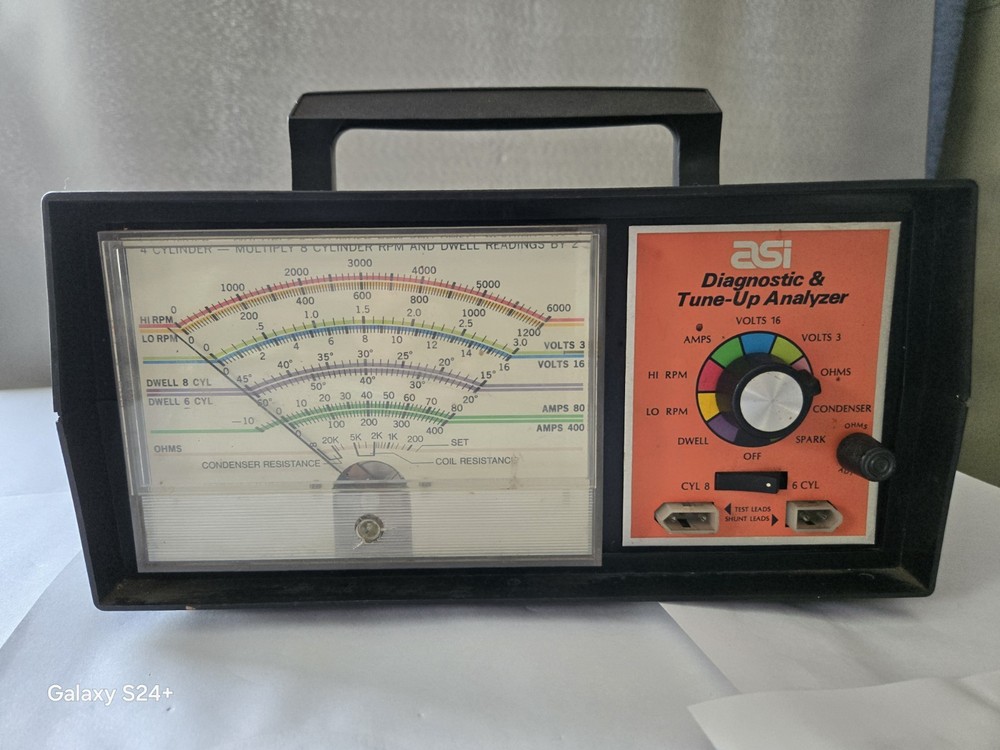 4 CYLINDER — MULTIPLY 8 CYLINDER RPM AND DWELL READINGS BY 2
0 1000 2000 3000 4000 5000 6000
HI RPM
0 200 400 600 800 1000 1200
LO RPM
0 .5 1.0 1.5 2.0 2.5 3.0
VOLTS 3
0 2 4 6 8 10 12 14 16
VOLTS 16
45° 40° 35° 30° 25° 20° 15°
DWELL 8 CYL
50° 40° 30° 20°
DWELL 6 CYL
-10 0 10 20 30 40 50 60 70 80
AMPS 80
0 100 200 300 400
AMPS 400
OHMS
20K 5K 2K 1K 200
SET
CONDENSER RESISTANCE
COIL RESISTANCE
asi
Diagnostic &
Tune-Up Analyzer
VOLTS 16
AMPS
VOLTS 3
HI RPM
OHMS
LO RPM
CONDENSER
DWELL
SPARK
OFF
OHMS
ADJ
CYL 8
6 CYL
TEST LEADS
SHUNT LEADS
Galaxy S24+